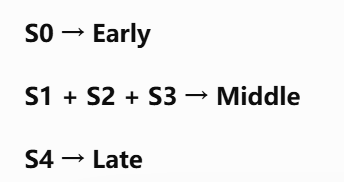 S0 → Early
S1 + S2 + S3 → Middle
S4 → Late